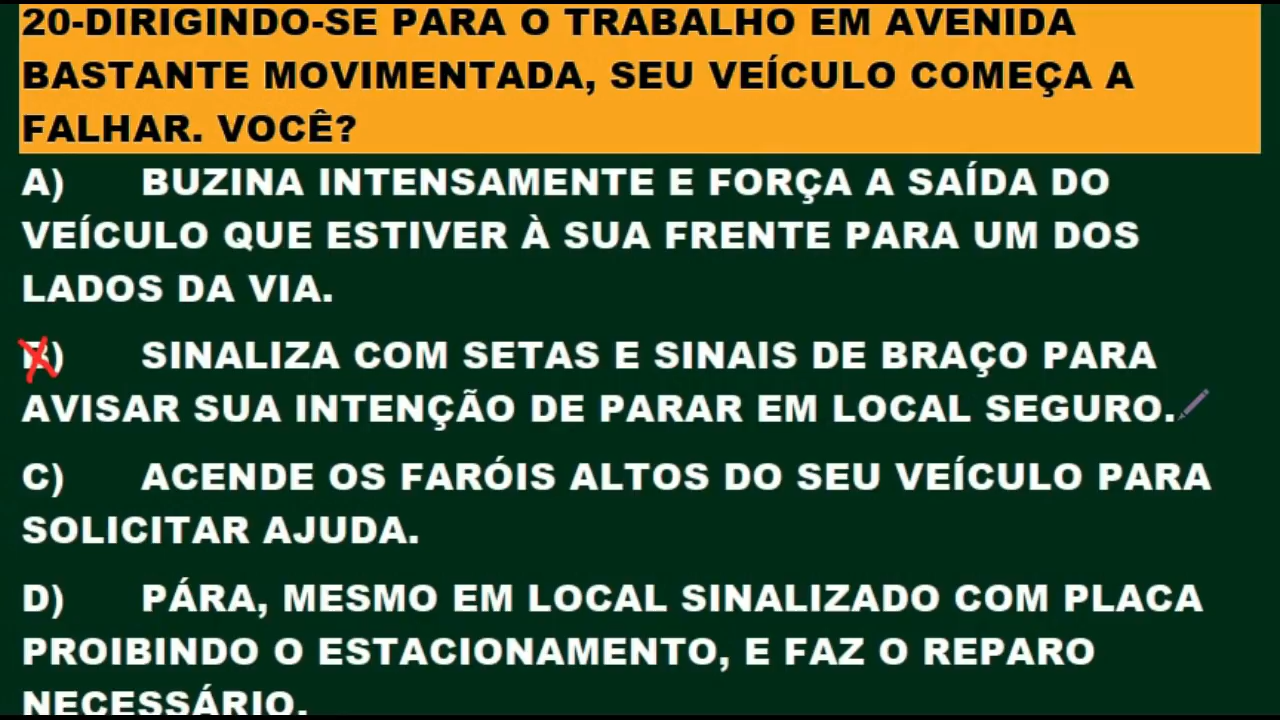 20-DIRIGINDO-SE PARA O TRABALHO EM AVENIDA
BASTANTE MOVIMENTADA, SEU VEÍCULO COMEÇA A
FALHAR. VOCÊ?
A) BUZINA INTENSAMENTE E FORÇA A SAÍDA DO
VEÍCULO QUE ESTIVER À SUA FRENTE PARA UM DOS
LADOS DA VIA.
B) SINALIZA COM SETAS E SINAIS DE BRAÇO PARA
AVISAR SUA INTENÇÃO DE PARAR EM LOCAL SEGURO.
C) ACENDE OS FARÓIS ALTOS DO SEU VEÍCULO PARA
SOLICITAR AJUDA.
D) PÁRA, MESMO EM LOCAL SINALIZADO COM PLACA
PROIBINDO O ESTACIONAMENTO, E FAZ O REPARO
NECESSÁRIO.